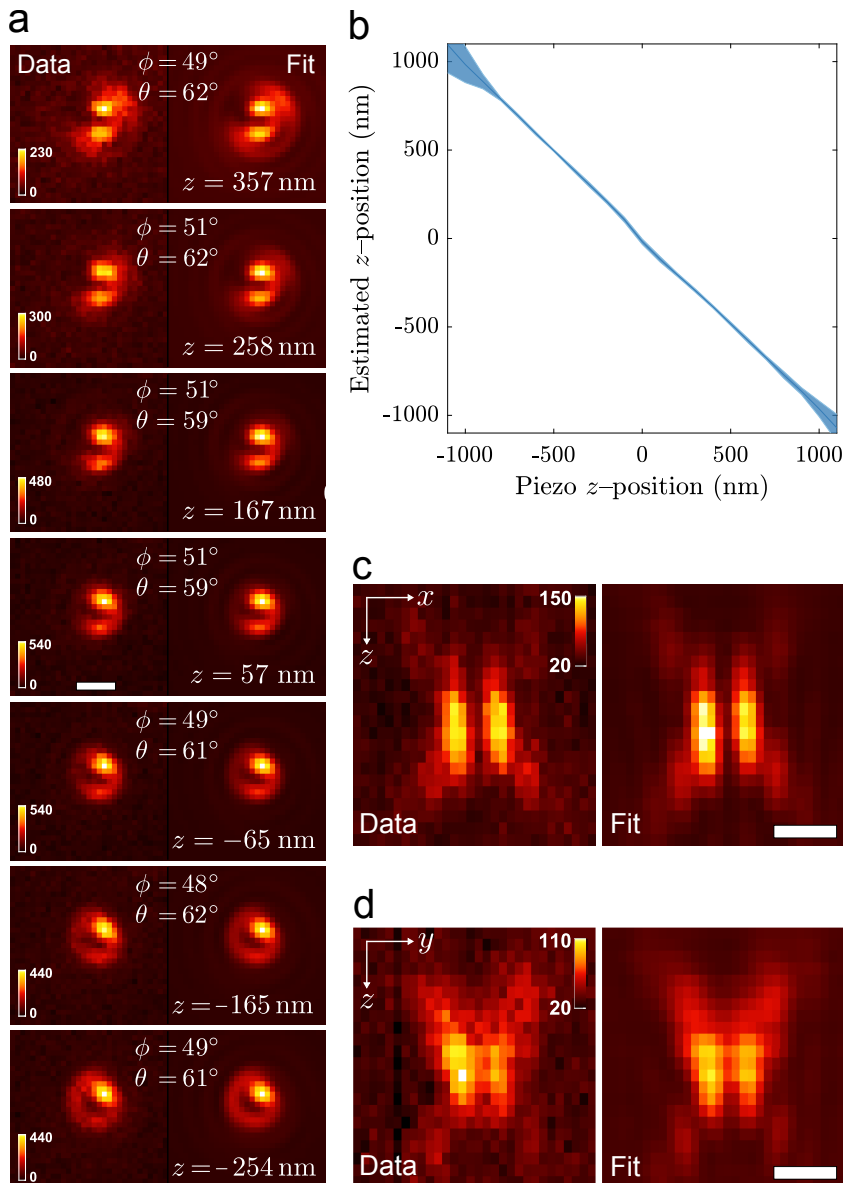 a
Data
ϕ = 49°
Fit
θ = 62°
230
0
z = 357 nm
ϕ = 51°
θ = 62°
300
0
z = 258 nm
ϕ = 51°
θ = 59°
480
0
z = 167 nm
ϕ = 51°
θ = 59°
540
0
z = 57 nm
ϕ = 49°
θ = 61°
540
0
z = −65 nm
ϕ = 48°
θ = 62°
440
0
z = -165 nm
ϕ = 49°
θ = 61°
440
0
z = -254 nm
b
Estimated z–position (nm)
1000
500
0
-500
-1000
-1000 -500 0 500 1000
Piezo z–position (nm)
c
x
z
150
20
Data
Fit
d
y
z
110
20
Data
Fit